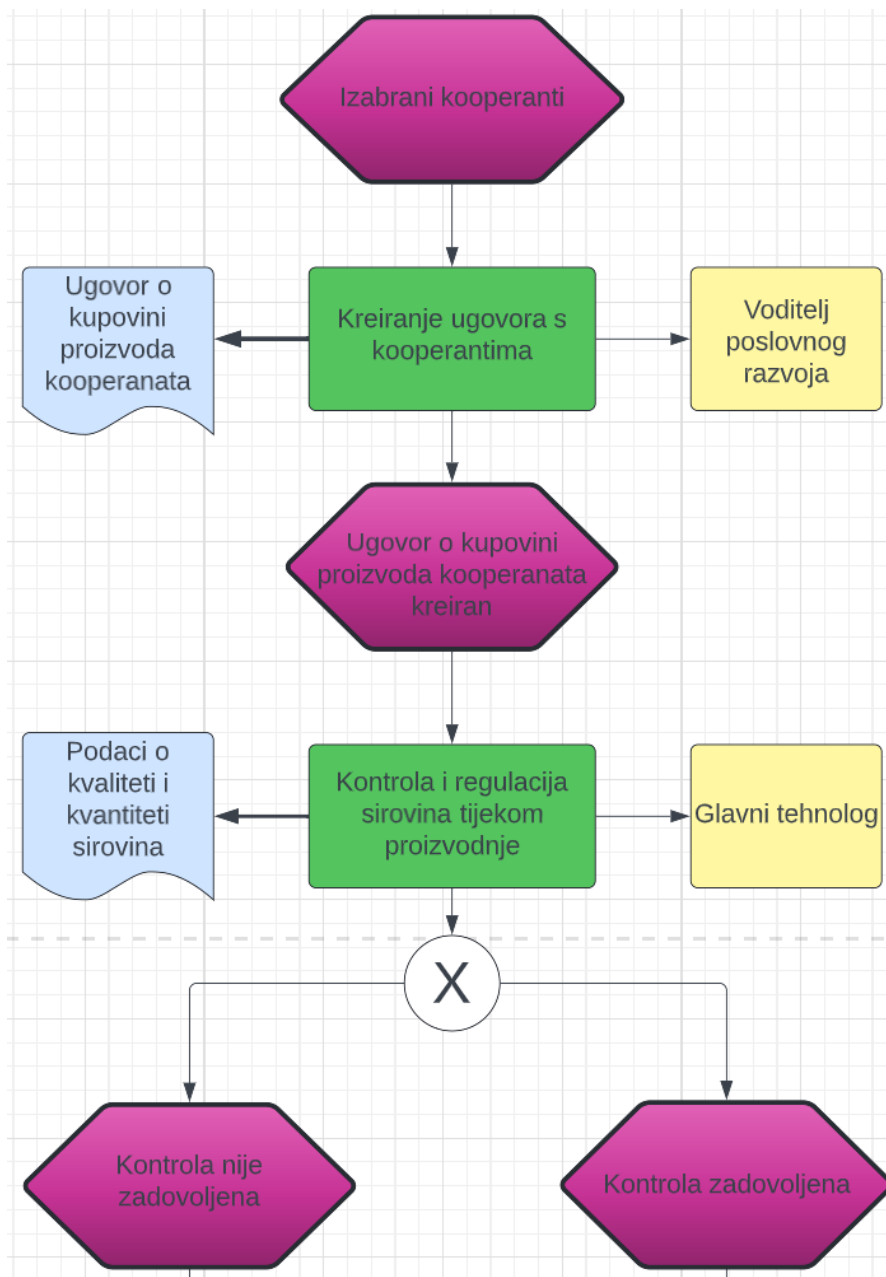 Izabrani kooperanti
Ugovor o
kupovini
proizvoda
kooperanata
Kreiranje ugovora s
kooperantima
Voditelj
poslovnog
razvoja
Ugovor o kupovini
proizvoda kooperanata
kreiran
Podaci o
kvaliteti i
kvantiteti
sirovina
Kontrola i regulacija
sirovina tijekom
proizvodnje
Glavni tehnolog
X
Kontrola nije
zadovoljena
Kontrola zadovoljena